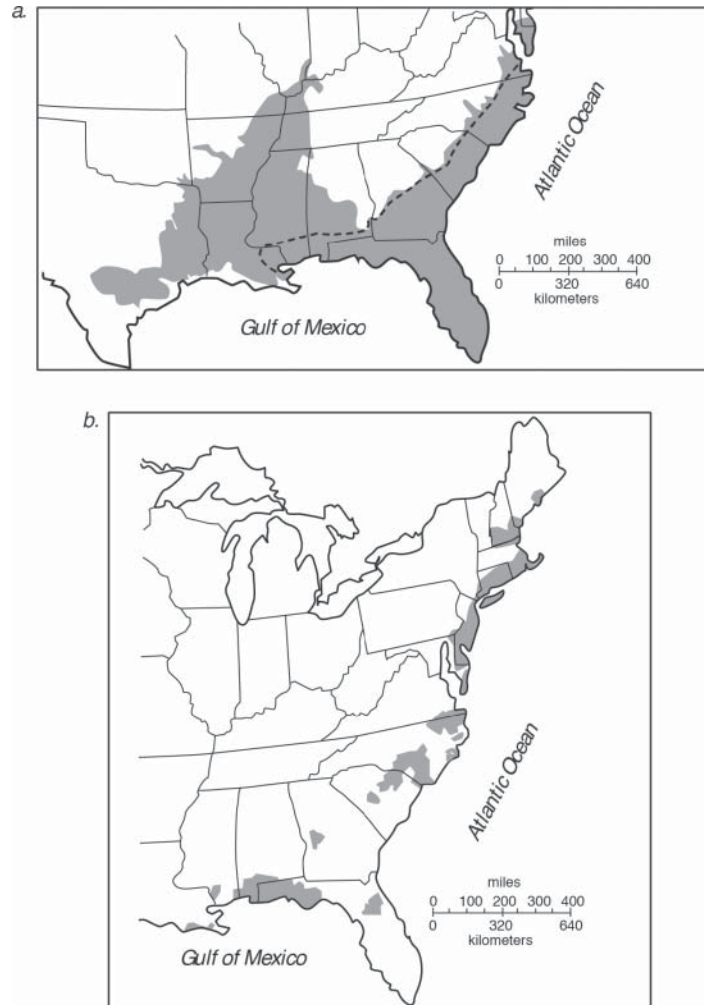 a.
Atlantic Ocean
miles
0 100 200 300 400
0 320 640
kilometers
Gulf of Mexico
b.
Atlantic Ocean
miles
0 100 200 300 400
0 320 640
kilometers
Gulf of Mexico